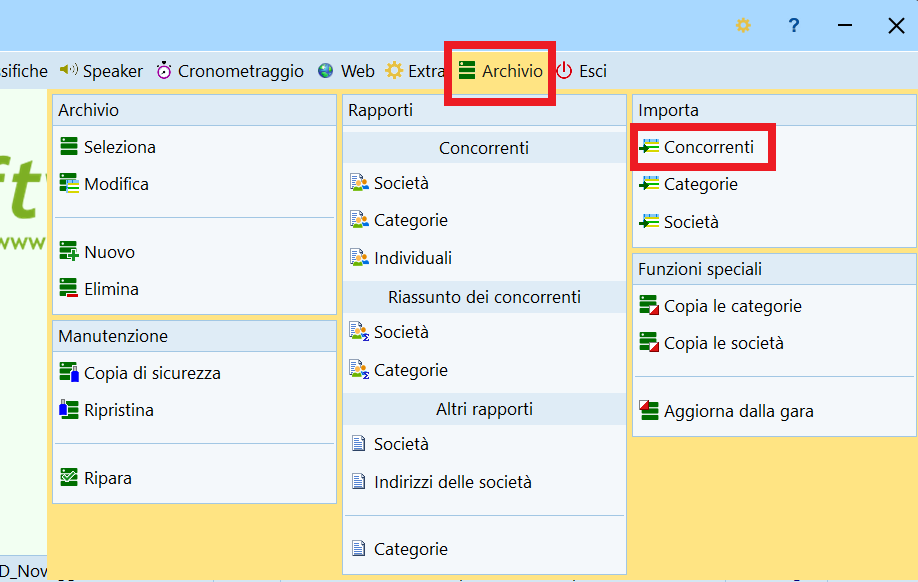 ?
sifiche Speaker Cronometraggio Web Extra Archivio Esci
Archivio
Seleziona
Modifica
Nuovo
Elimina
Manutenzione
Copia di sicurezza
Ripristina
Ripara
Rapporti
Concorrenti
Società
Categorie
Individuali
Riassunto dei concorrenti
Società
Categorie
Altri rapporti
Società
Indirizzi delle società
Categorie
Importa
Concorrenti
Categorie
Società
Funzioni speciali
Copia le categorie
Copia le società
Aggiorna dalla gara
www
D_Nov